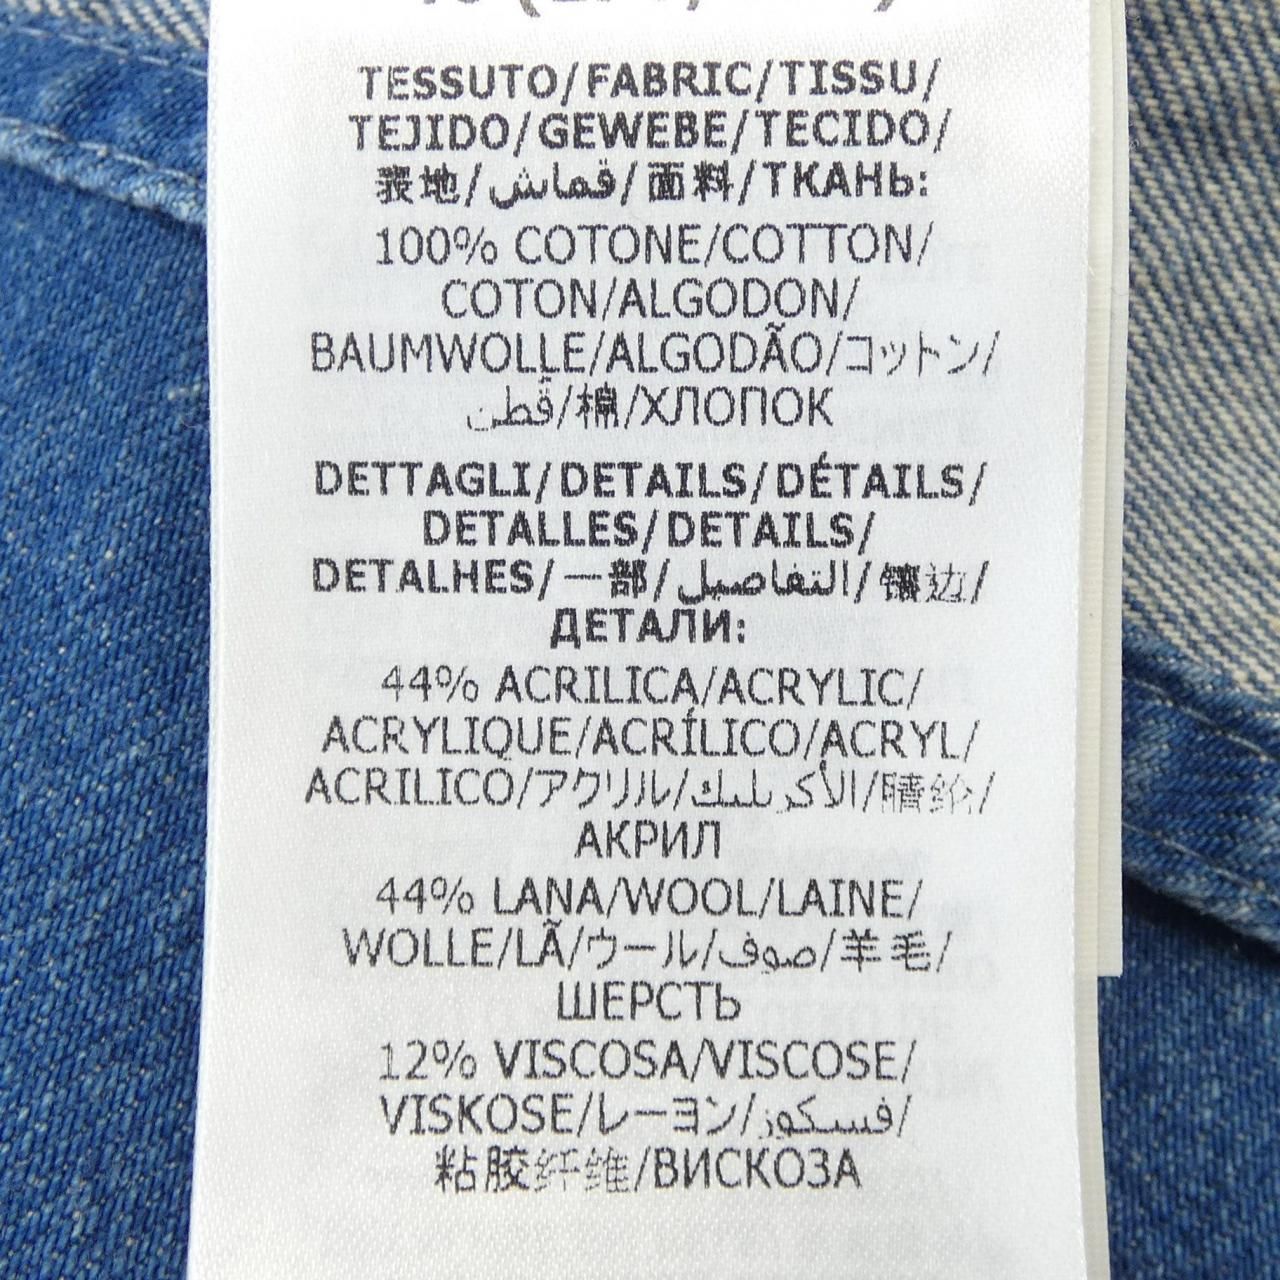 TESSUTO/FABRIC/TISSU/
TEJIDO/GEWEBE/TECIDO/
表地/قماش/面料/ТКАНЬ:
100% COTONE/COTTON/
COTON/ALGODON/
BAUMWOLLE/ALGODÃO/コットン/
قُطن/棉/ХЛОПОК
DETTAGLI/DETAILS/DÉTAILS/
DETALLES/DETAILS/
DETALHES/一部/التفاصيل/镶边/
ДЕТАЛИ:
44% ACRILICA/ACRYLIC/
ACRYLIQUE/ACRÍLICO/ACRYL/
ACRILICO/アクリル/الأكريليك/腈纶/
АКРИЛ
44% LANA/WOOL/LAINE/
WOLLE/LÃ/ウール/صوف/羊毛/
ШЕРСТЬ
12% VISCOSA/VISCOSE/
VISKOSE/レーヨン/فسكوز/
粘胶纤维/ВИСКОЗА